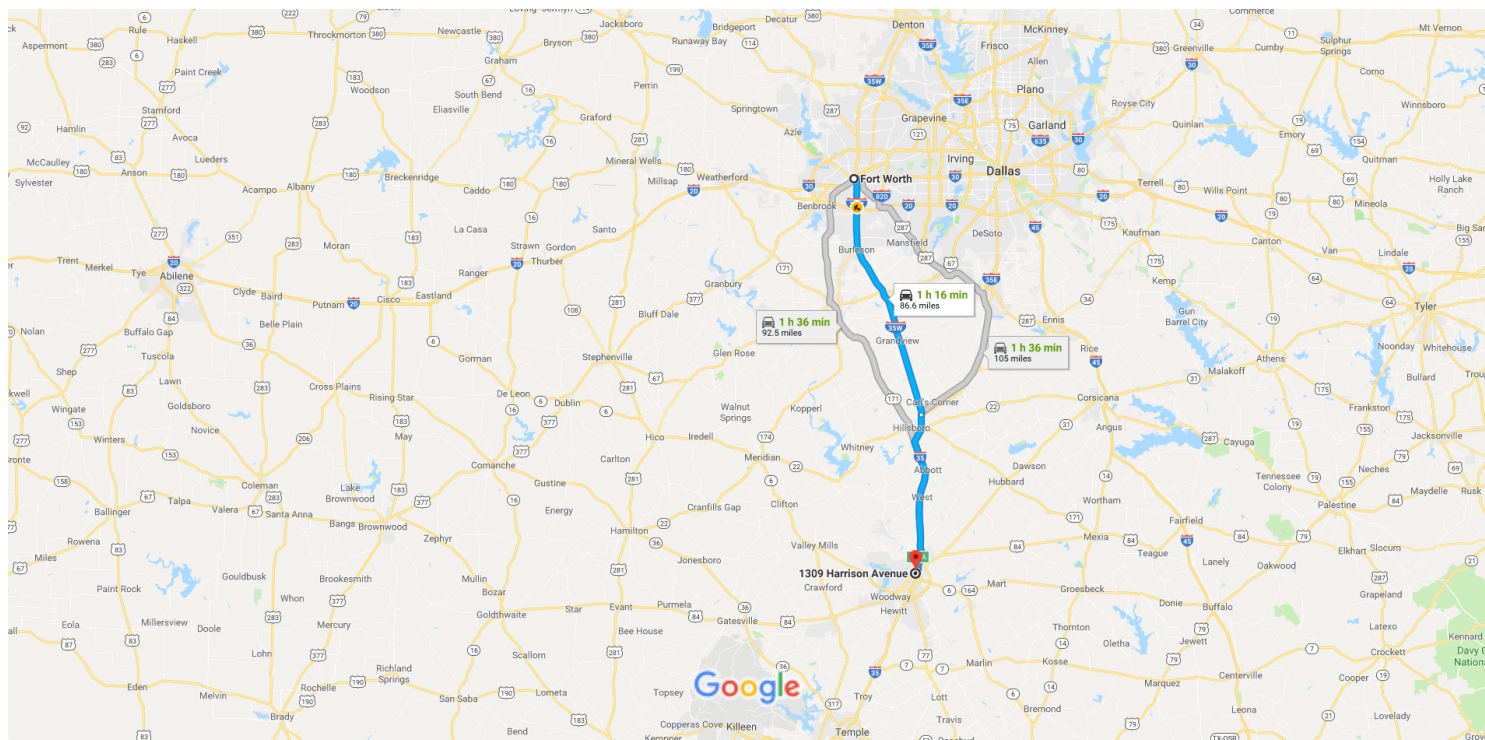 Rule
222
Throckmorton
Newcastle
Jacksboro
Bridgeport
Decatur
Denton
McKinney
Commerce
Mt Vernon
Aspermont
Haskell
Bryson
Runaway Bay
Frisco
Greenville
Cumby
Sulphur
Springs
Paint Creek
Graham
Allen
Como
Woodson
South Bend
Perrin
Plano
Winnsboro
Stamford
Eliasville
Springtown
Royse City
Hamlin
Avoca
Graford
Grapevine
Garland
Quinlan
Emory
McCaulley
Lueders
Breckenridge
Mineral Wells
Azle
Irving
Quitman
Sylvester
Anson
Acampo
Albany
Caddo
Millsap
Weatherford
Fort Worth
Dallas
Terrell
Wills Point
Holly Lake
Ranch
Benbrook
Mineola
La Casa
Santo
Mansfield
DeSoto
Kaufman
Moran
Strawn
Gordon
Burleson
Canton
Van
Trent
Merkel
Tye
Abilene
Ranger
Thurber
Lindale
Clyde
Baird
Putnam
Cisco
Eastland
Granbury
1 h 16 min
86.6 miles
Kemp
Tyler
Nolan
Buffalo Gap
Belle Plain
Bluff Dale
1 h 36 min
92.5 miles
Ennis
Gun
Barrel City
Tuscola
Grandview
1 h 36 min
105 miles
Rice
Noonday
Whitehouse
Shep
Lawn
Gorman
Stephenville
Glen Rose
Athens
Malakoff
Bullard
Goldsboro
Cross Plains
Rising Star
De Leon
Dublin
Walnut
Springs
Kopperl
Carl's Corner
Corsicana
Frankston
Wingate
Novice
Hillsboro
Angus
Winters
May
Hico
Iredell
Whitney
Cayuga
Jacksonville
Comanche
Carlton
Meridian
Abbott
Dawson
Hubbard
Neches
Coleman
Lake
Brownwood
Gustine
Clifton
West
Wortham
Tennessee
Colony
Maydelle
Rusk
Talpa
Valera
Santa Anna
Bangs
Brownwood
Energy
Cranfills Gap
Palestine
Ballinger
Zephyr
Hamilton
Fairfield
Rowena
Jonesboro
Valley Mills
Mexia
Teague
Lanely
Elkhart
Slocum
Miles
Gouldbusk
Brookesmith
Mullin
1309 Harrison Avenue
Oakwood
Paint Rock
Whon
Bozar
Crawford
Mart
Groesbeck
Grapeland
Goldthwaite
Star
Evant
Purmela
Woodway
Hewitt
Donie
Buffalo
Eola
Millersview
Doole
Mercury
Bee House
Gatesville
Thornton
Latexo
Lohn
Scallorn
Oletha
Jewett
Crockett
Kennard
Davy C
Richland
Springs
Marlin
Kosse
Eden
Melvin
Rochelle
San Saba
Lometa
Topsey
Google
Troy
Lott
Marquez
Centerville
Cooper
Brady
Bend
Copperas Cove
Killeen
Temple
Travis
Bremond
Leona
Lovelady